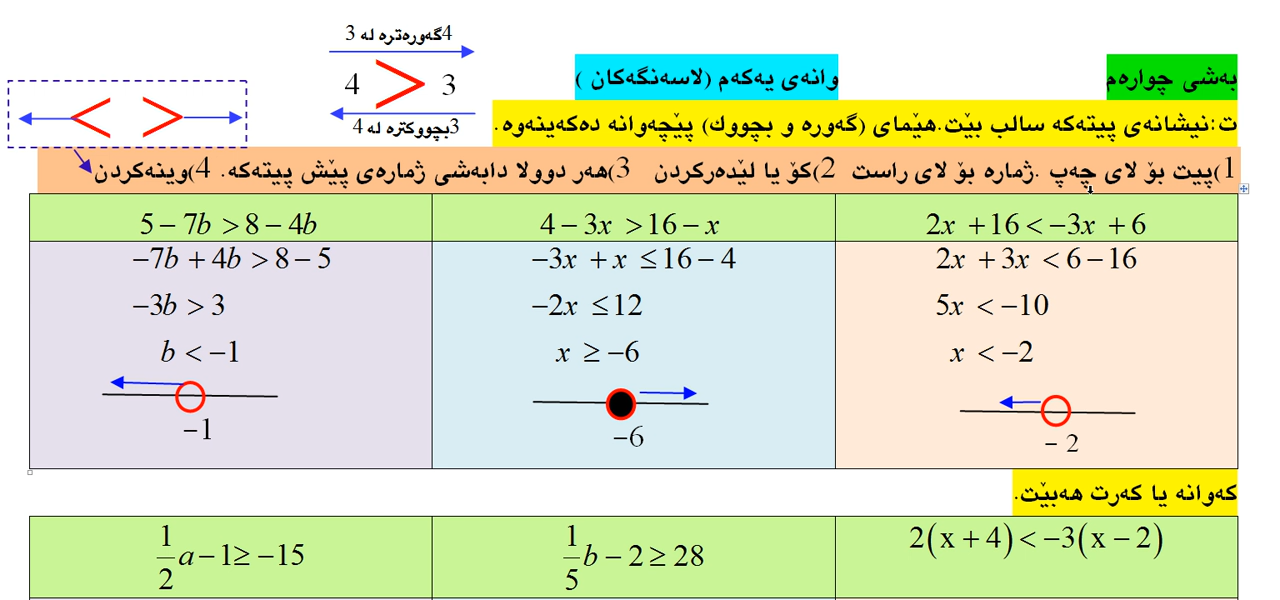 4گەورەترە لە 3
4 > 3
3بچووکترە لە 4
< >
بەشی چوارەم
وانەی یەکەم (لاسەنگەکان )
ت:نیشانەی پیتەکە سالب بێت.هێمای (گەورە و بچووک) پێچەوانە دەکەینەوە.
1)پیت بۆ لای چەپ .ژمارە بۆ لای راست 2)کۆ یا لێدەرکردن 3)هەر دوولا دابەشی ژمارەی پێش پیتەکە. 4)وینەکردن
2x + 16 < −3x + 6
2x + 3x < 6 − 16
5x < −10
x < −2
− 2
4 − 3x > 16 − x
−3x + x ≤ 16 − 4
−2x ≤ 12
x ≥ −6
−6
5 − 7b > 8 − 4b
−7b + 4b > 8 − 5
−3b > 3
b < −1
−1
کەوانە یا کەرت هەبێت.
2(x + 4) < −3(x − 2)
1/5 b − 2 ≥ 28
1/2 a − 1 ≥ −15